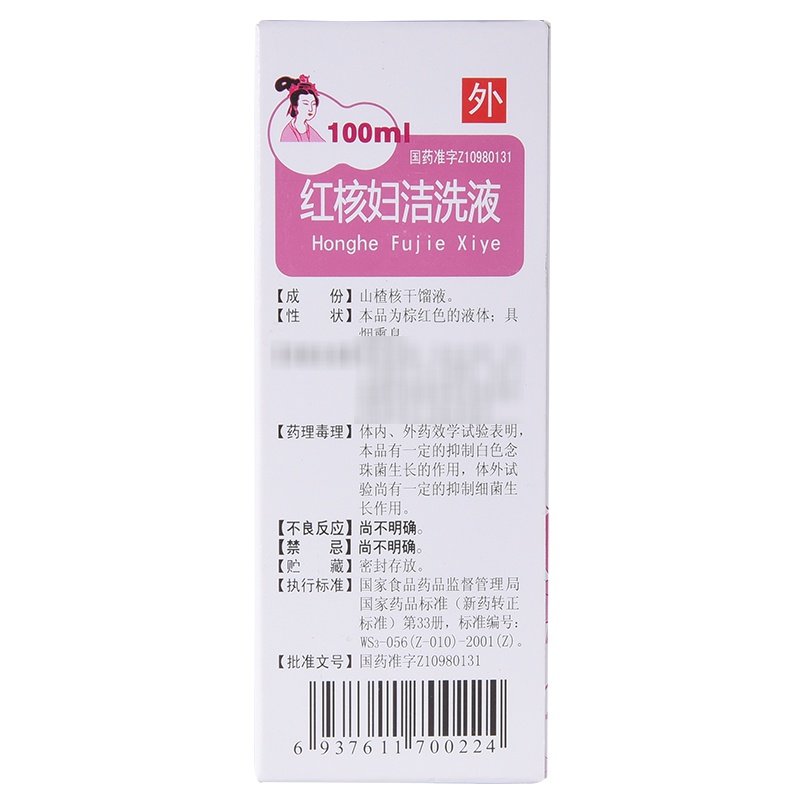 外
100ml
国药准字Z10980131
红核妇洁洗液
Honghe Fujie Xiye
【成 份】山楂核干馏液。
【性 状】本品为棕红色的液体；具
烟熏息
【药理毒理】体内、外药效学试验表明，
本品有一定的抑制白色念
珠菌生长的作用，体外试
验尚有一定的抑制细菌生
长作用。
【不良反应】尚不明确。
【禁 忌】尚不明确。
【贮 藏】密封存放。
【执行标准】国家食品药品监督管理局
国家药品标准（新药转正
标准）第33册，标准编号：
WS3-056(Z-010)-2001(Z)。
【批准文号】国药准字Z10980131
6 937611 700224